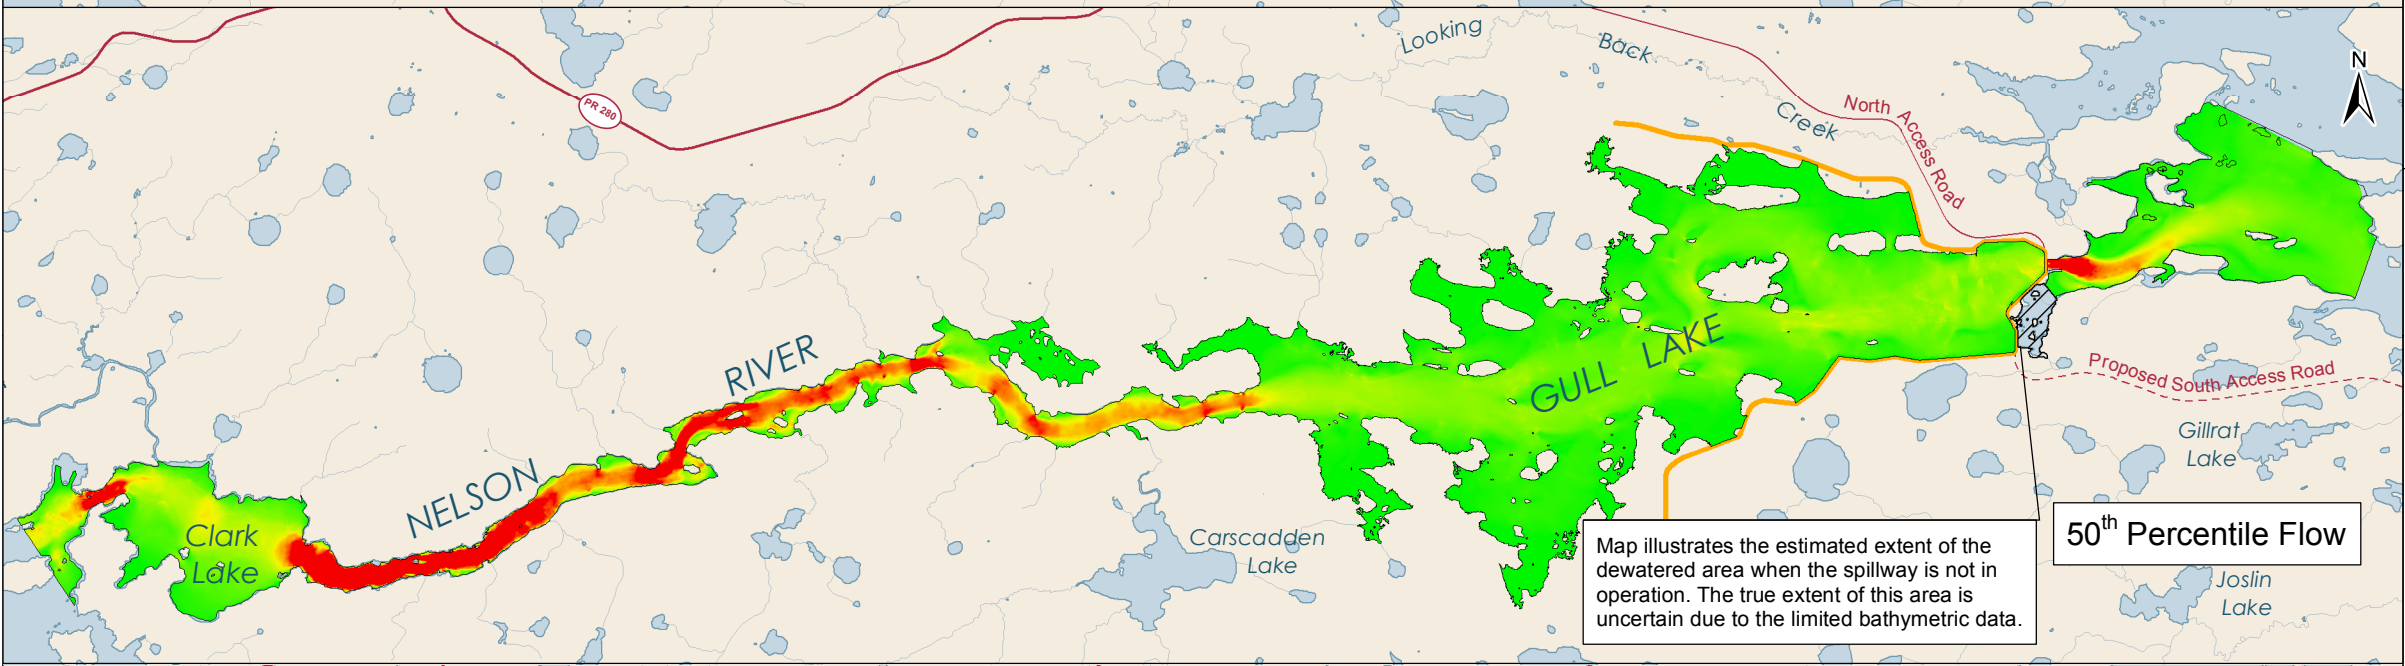 Looking
Back
Creek
N
PR 280
North Access Road
RIVER
GULL LAKE
Proposed South Access Road
NELSON
Clark
Lake
Gillrat
Lake
Carscadden
Lake
50th Percentile Flow
Map illustrates the estimated extent of the
dewatered area when the spillway is not in
operation. The true extent of this area is
uncertain due to the limited bathymetric data.
Joslin
Lake